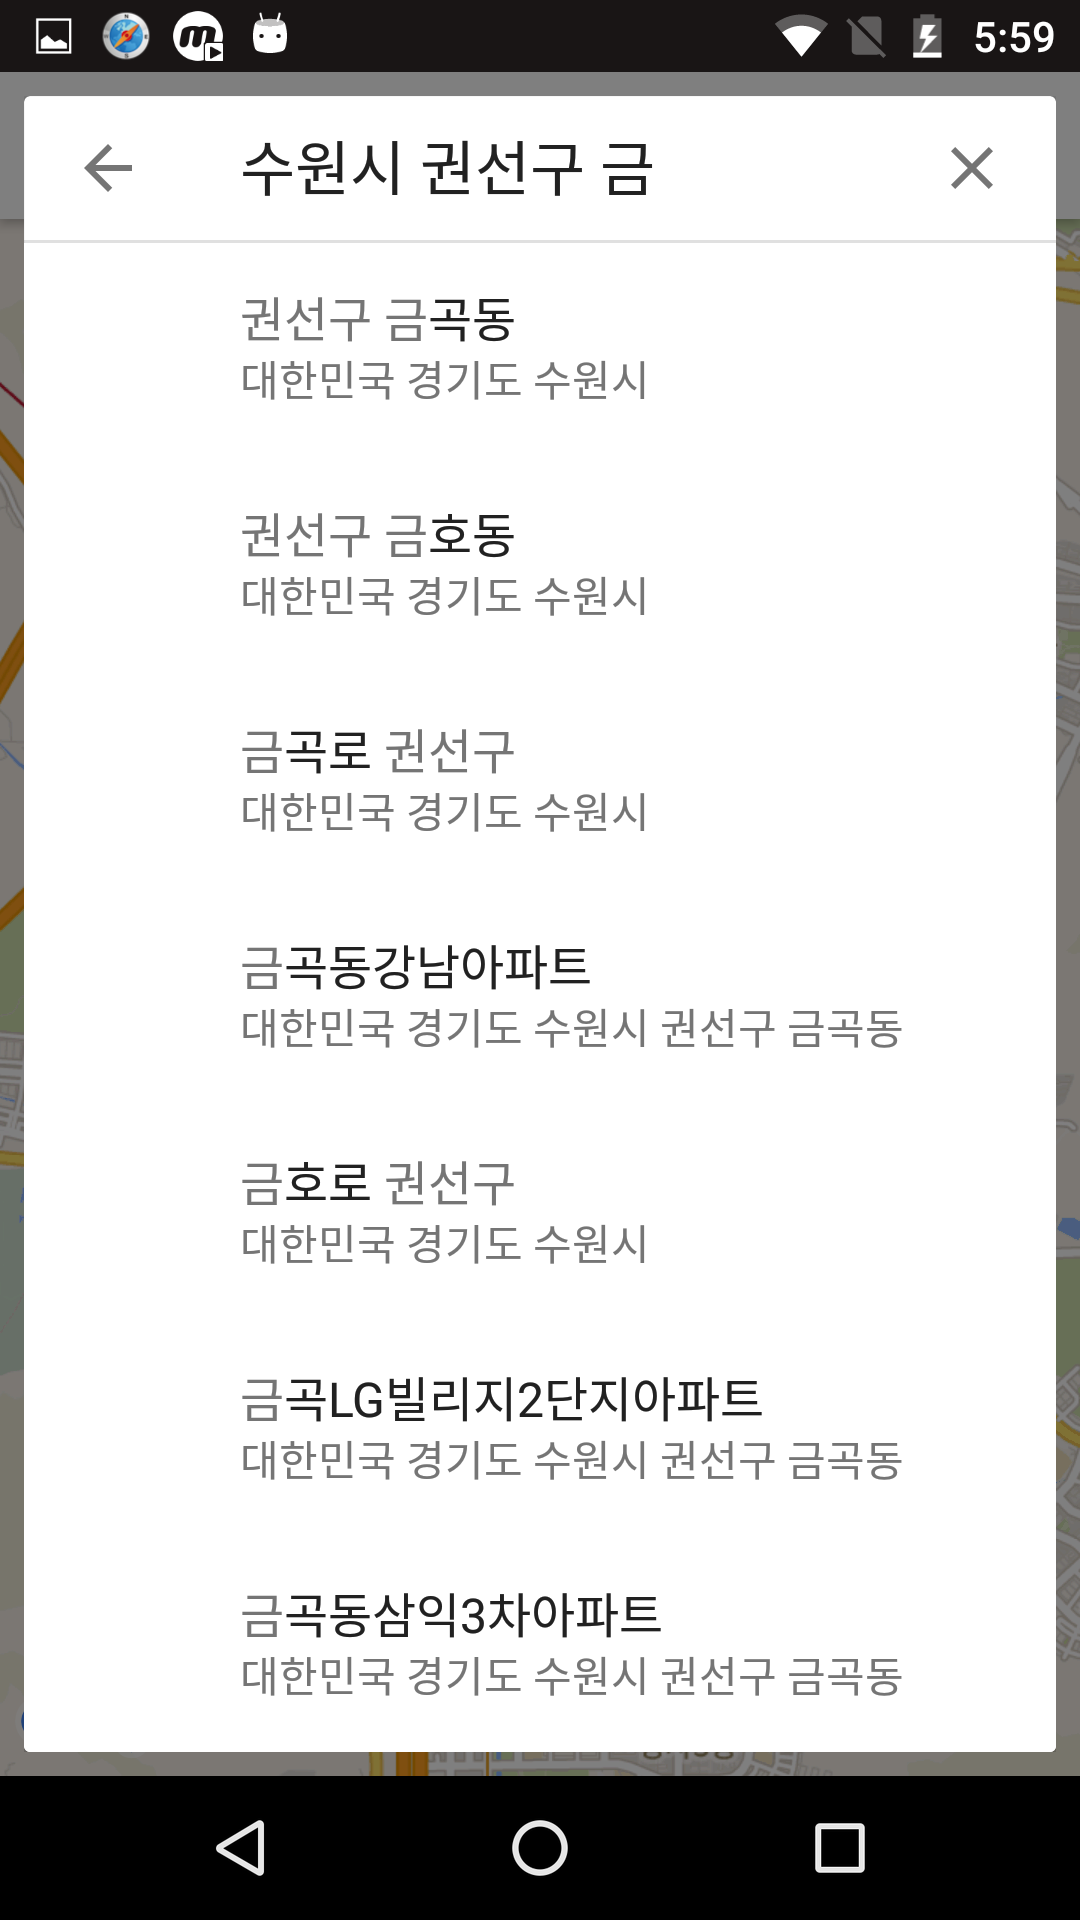 5:59
수원시 권선구 금
권선구 금곡동
대한민국 경기도 수원시
권선구 금호동
대한민국 경기도 수원시
금곡로 권선구
대한민국 경기도 수원시
금곡동강남아파트
대한민국 경기도 수원시 권선구 금곡동
금호로 권선구
대한민국 경기도 수원시
금곡LG빌리지2단지아파트
대한민국 경기도 수원시 권선구 금곡동
금곡동삼익3차아파트
대한민국 경기도 수원시 권선구 금곡동